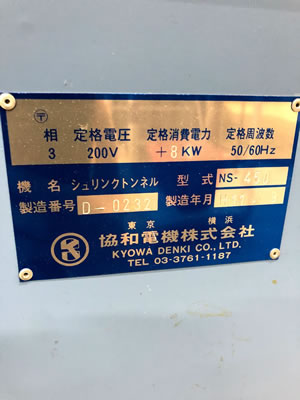 〒
相 定格電圧 定格消費電力 定格周波数
3 200V +8KW 50/60Hz
機名 シュリンクトンネル 型式 NS-450
製造番号 D-0232 製造年月
東京 横浜
協和電機株式会社
KYOWA DENKI CO., LTD.
TEL 03-3761-1187